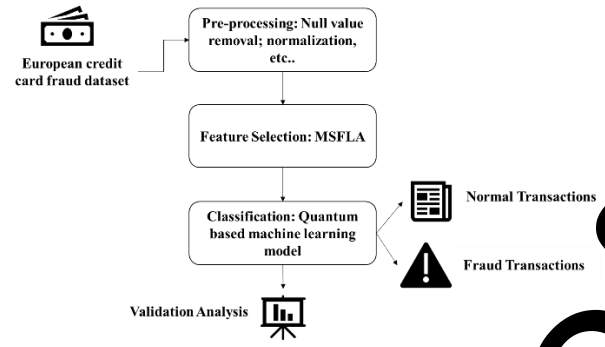 Pre-processing: Null value
removal; normalization,
etc..
European credit
card fraud dataset
Feature Selection: MSFLA
Classification: Quantum
based machine learning
model
Normal Transactions
Fraud Transactions
Validation Analysis